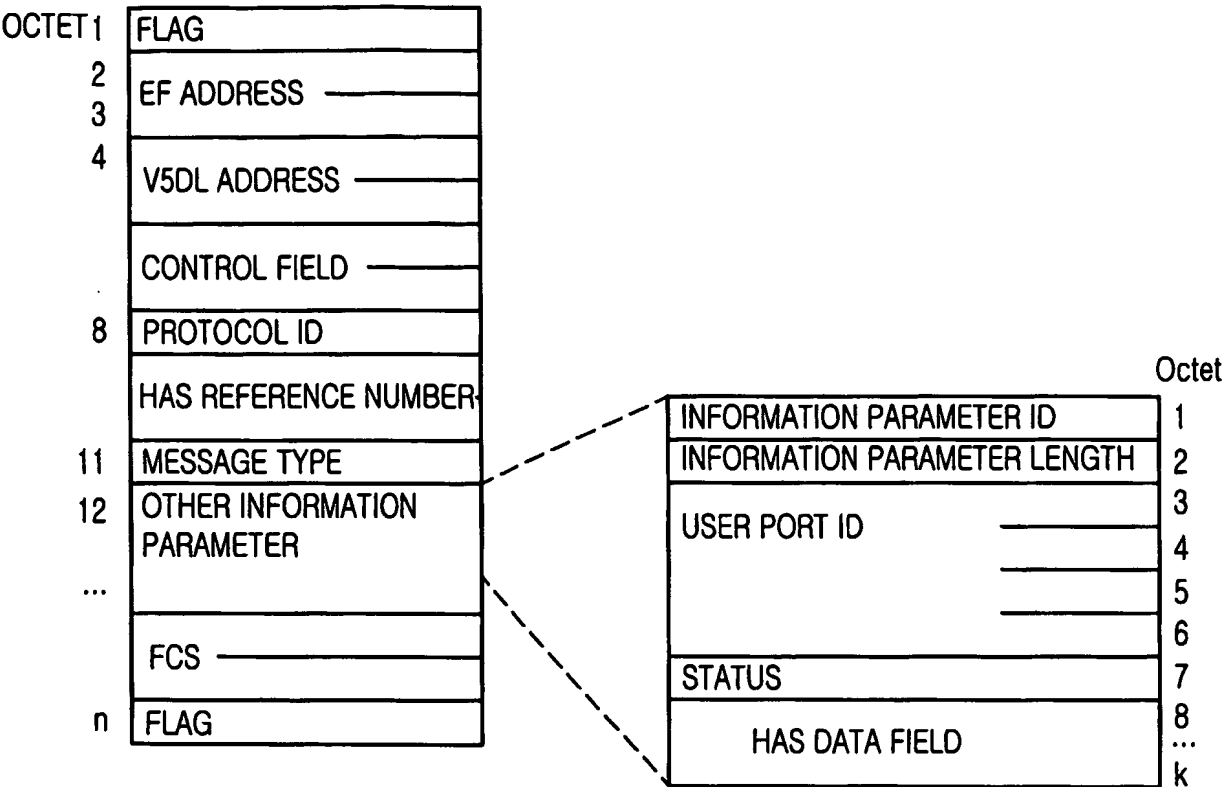 OCTET 1 FLAG
2
3
EF ADDRESS
4
V5DL ADDRESS
CONTROL FIELD
8 PROTOCOL ID
HAS REFERENCE NUMBER
11 MESSAGE TYPE
12 OTHER INFORMATION
PARAMETER
...
FCS
n FLAG
Octet
INFORMATION PARAMETER ID 1
INFORMATION PARAMETER LENGTH 2
3
USER PORT ID
4
5
6
STATUS 7
8
HAS DATA FIELD ...
k